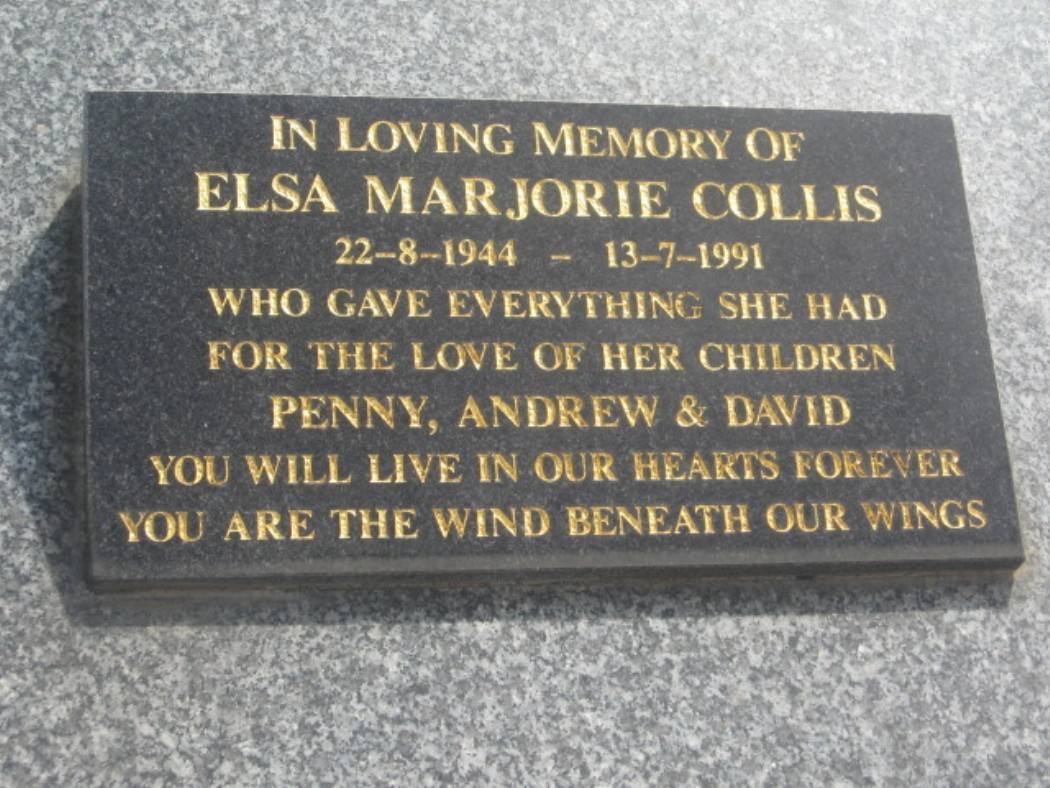 IN LOVING MEMORY OF
ELSA MARJORIE COLLIS
22-8-1944 - 13-7-1991
WHO GAVE EVERYTHING SHE HAD
FOR THE LOVE OF HER CHILDREN
PENNY, ANDREW & DAVID
YOU WILL LIVE IN OUR HEARTS FOREVER
YOU ARE THE WIND BENEATH OUR WINGS